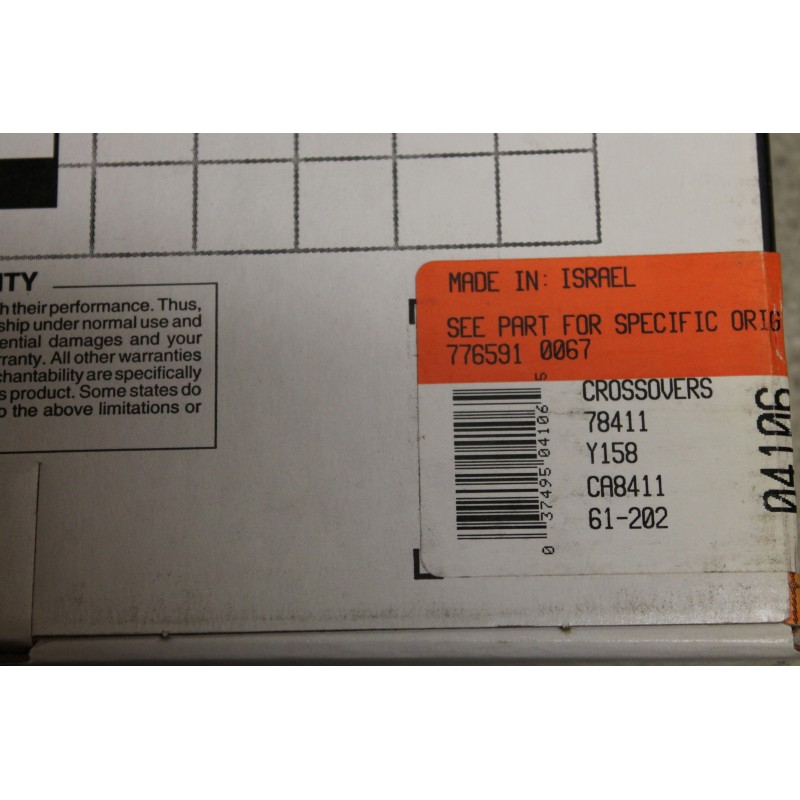 ITY
h their performance. Thus,
ship under normal use and
ential damages and your
rranty. All other warranties
chantability are specifically
s product. Some states do
o the above limitations or
MADE IN: ISRAEL
SEE PART FOR SPECIFIC ORIG
776591 0067
CROSSOVERS
78411
Y158
CA8411
61-202
0 37495 04106 5
04106